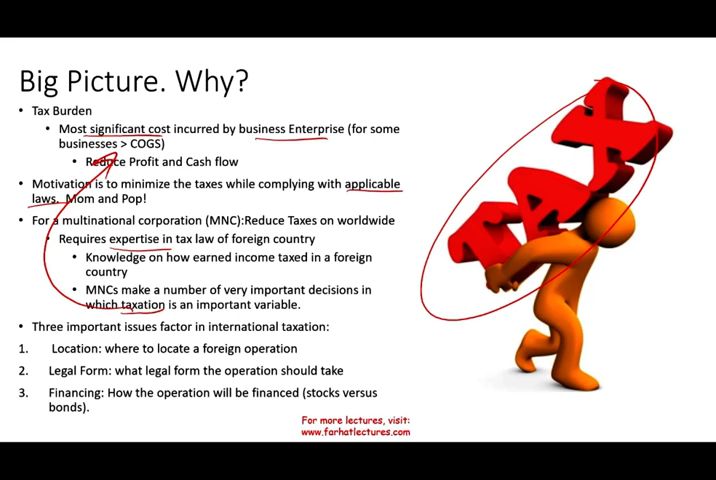 Big Picture. Why?
• Tax Burden
• Most significant cost incurred by business Enterprise (for some
businesses > COGS)
• Reduce Profit and Cash flow
• Motivation is to minimize the taxes while complying with applicable
laws. Mom and Pop!
• For a multinational corporation (MNC):Reduce Taxes on worldwide
• Requires expertise in tax law of foreign country
• Knowledge on how earned income taxed in a foreign
country
• MNCs make a number of very important decisions in
which taxation is an important variable.
• Three important issues factor in international taxation:
1. Location: where to locate a foreign operation
2. Legal Form: what legal form the operation should take
3. Financing: How the operation will be financed (stocks versus
bonds).
TAX
For more lectures, visit:
www.farhatlectures.com